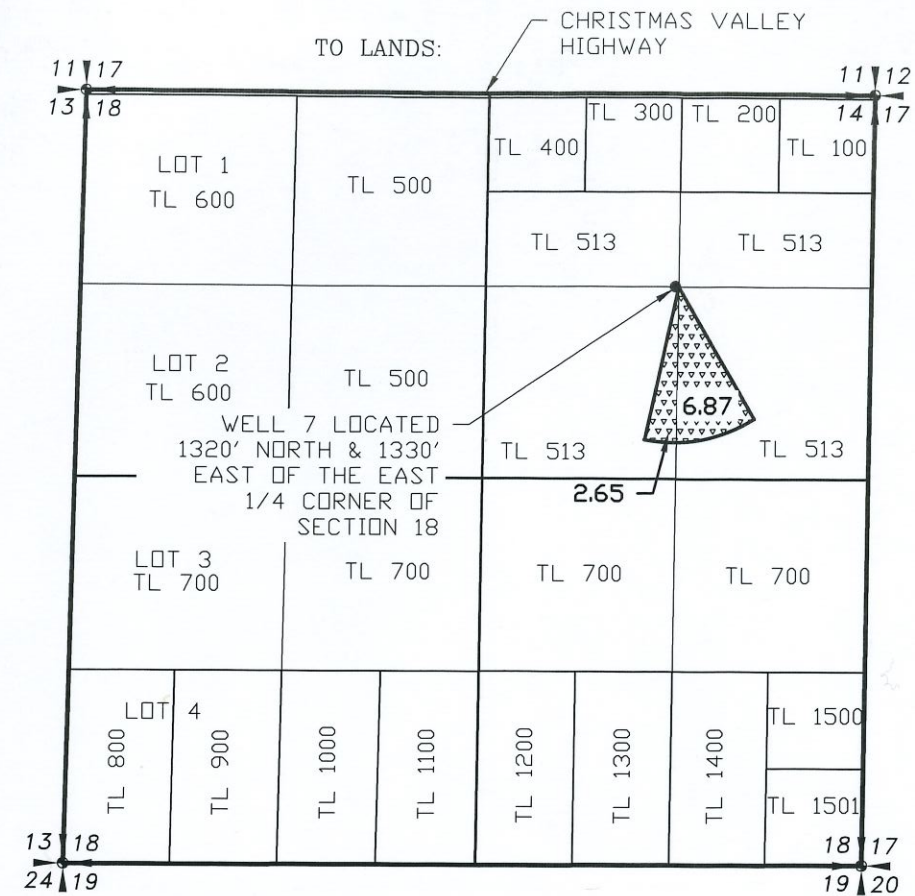 TO LANDS:
CHRISTMAS VALLEY
HIGHWAY
11 17
13 18
11 12
14 17
LOT 1
TL 600
TL 500
TL 400
TL 300
TL 200
TL 100
TL 513
TL 513
LOT 2
TL 600
TL 500
WELL 7 LOCATED
1320' NORTH & 1330'
EAST OF THE EAST
1/4 CORNER OF
SECTION 18
TL 513
6.87
TL 513
2.65
LOT 3
TL 700
TL 700
TL 700
TL 700
LOT 4
TL 800
TL 900
TL 1000
TL 1100
TL 1200
TL 1300
TL 1400
TL 1500
TL 1501
13 18
24 19
18 17
19 20